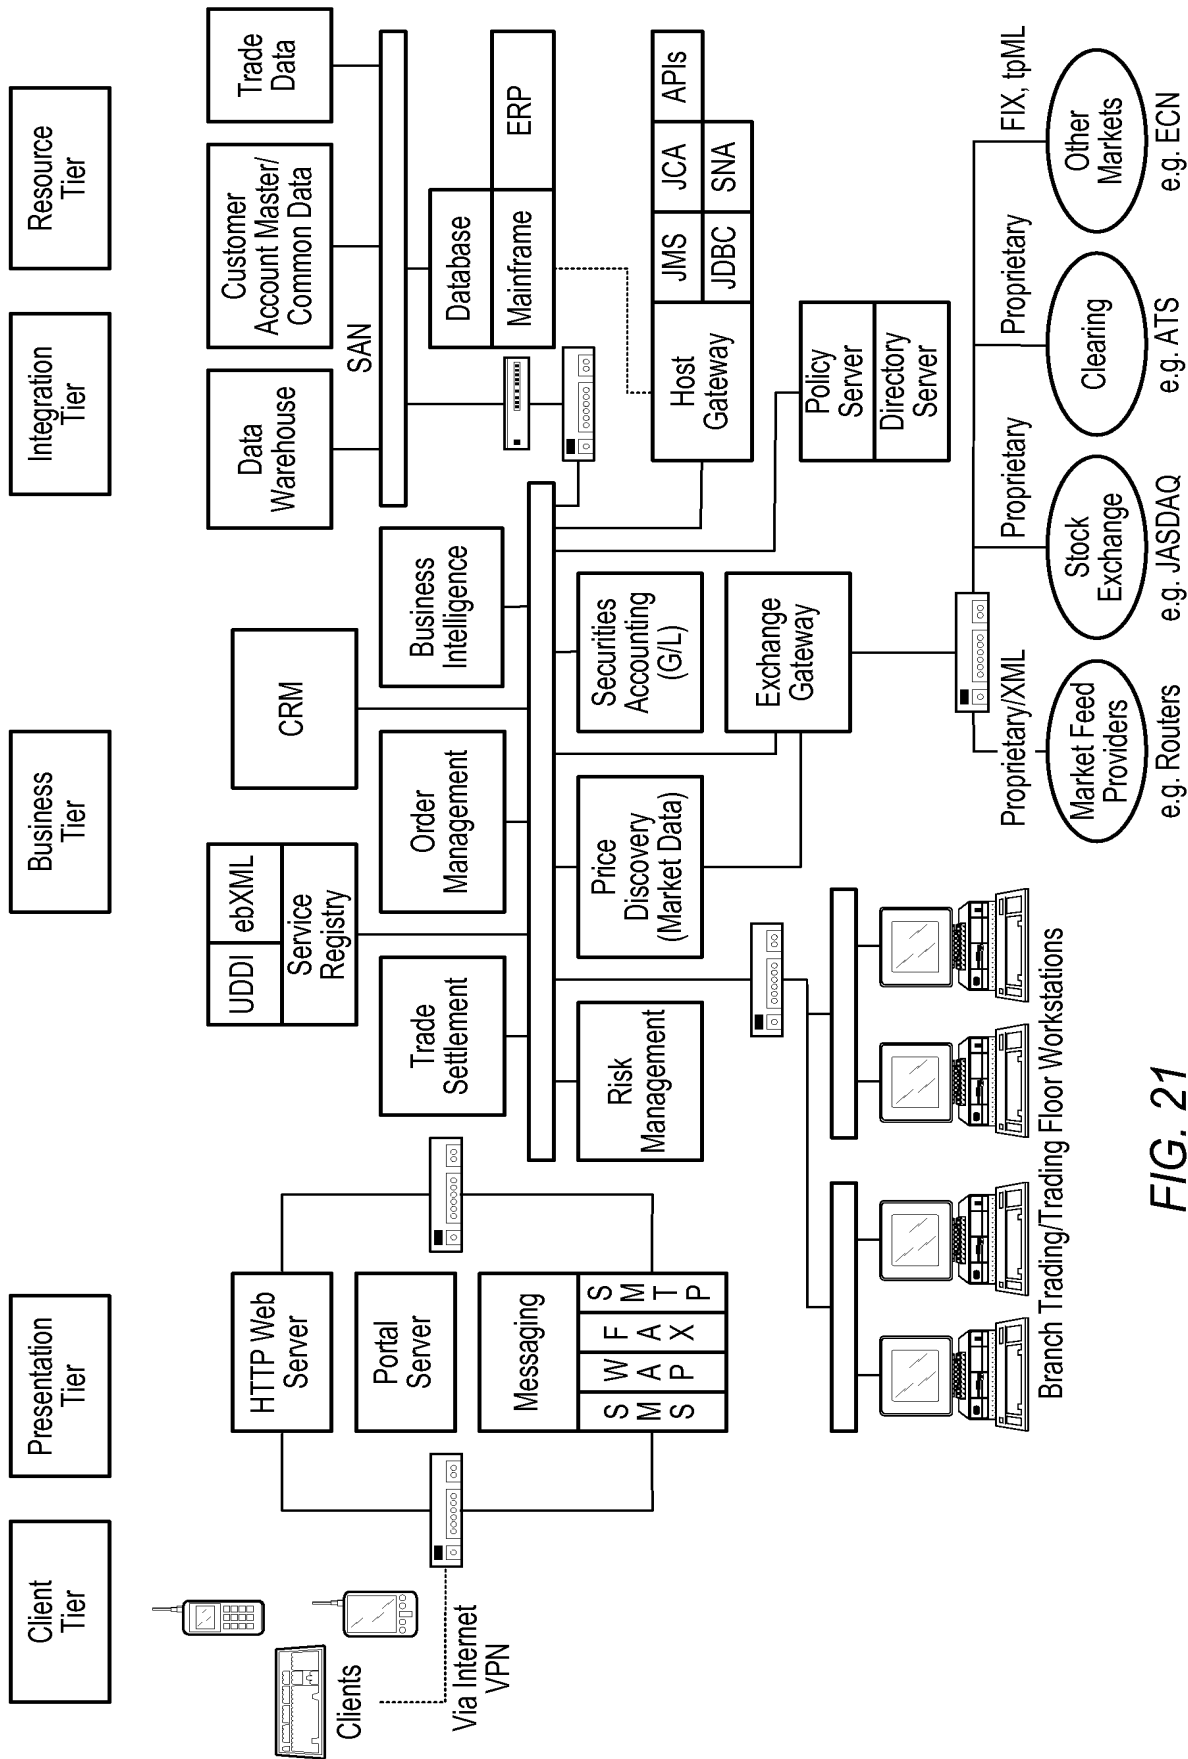 Client
Tier
Presentation
Tier
Business
Tier
Integration
Tier
Resource
Tier
Clients
Via Internet
VPN
HTTP Web
Server
Portal
Server
Messaging
S
M
S
W
A
P
F
A
X
S
M
T
P
UDDI
ebXML
Service
Registry
CRM
Trade
Settlement
Order
Management
Business
Intelligence
Risk
Management
Price
Discovery
(Market Data)
Securities
Accounting
(G/L)
Exchange
Gateway
Data
Warehouse
Customer
Account Master/
Common Data
Trade
Data
SAN
Database
Mainframe
ERP
Host
Gateway
JMS
JCA
APIs
JDBC
SNA
Policy
Server
Directory
Server
Branch Trading/Trading Floor Workstations
Proprietary/XML
Proprietary
Proprietary
FIX, tpML
Market Feed
Providers
Stock
Exchange
Clearing
Other
Markets
e.g. Routers
e.g. JASDAQ
e.g. ATS
e.g. ECN
FIG. 21